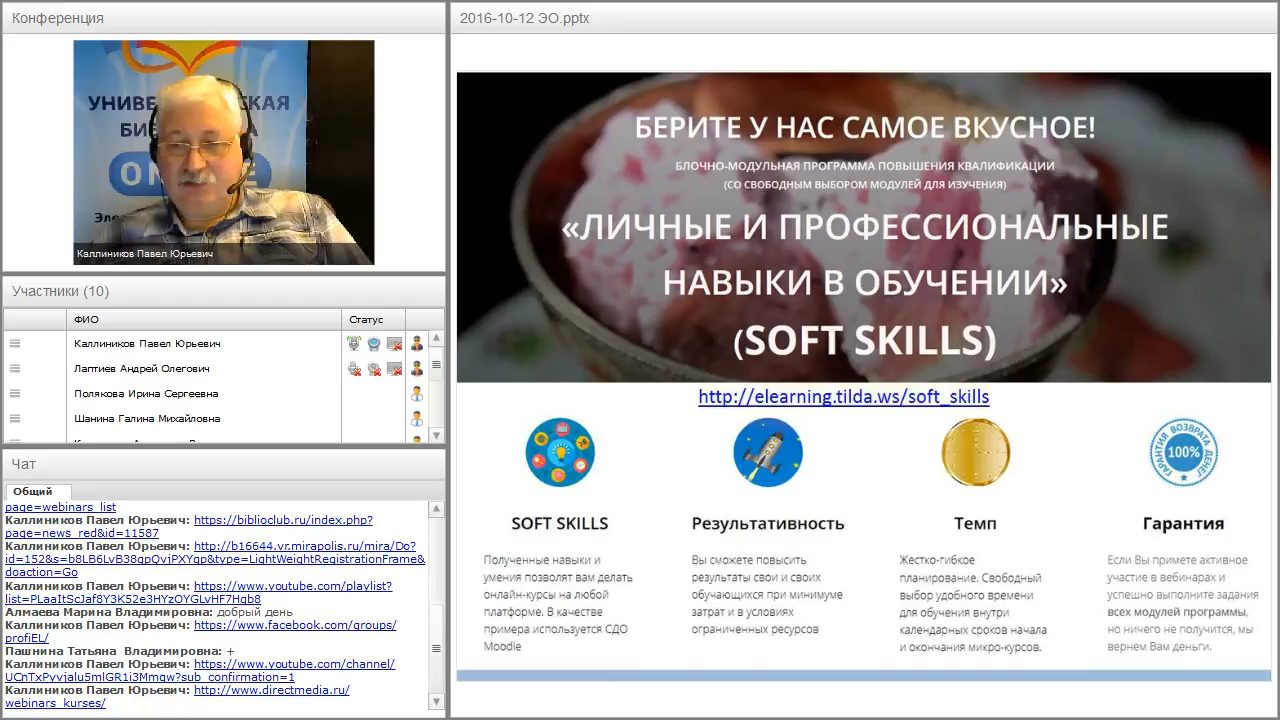 Конференция
УНИВЕ
СКАЯ
БИ
Каллиников Павел Юрьевич
Участники (10)
ФИО
Статус
Каллиников Павел Юрьевич
Лаптиев Андрей Олегович
Полякова Ирина Сергеевна
Шанина Галина Михайловна
Чат
Общий
page=webinars_list
Каллиников Павел Юрьевич: https://biblioclub.ru/index.php?
page=news_red&id=11587
Каллиников Павел Юрьевич: http://b16644.vr.mirapolis.ru/mira/Do?
id=152&s=b8LB6LvB38gpQvjPXYqp&type=LightWeightRegistrationFrame&
doaction=Go
Каллиников Павел Юрьевич: https://www.youtube.com/playlist?
list=PLaaItScJaf8Y3K52e3HYzOYGLvHF7Hqb8
Алмаева Марина Владимировна: добрый день
Каллиников Павел Юрьевич: https://www.facebook.com/groups/
profiEL/
Пашнина Татьяна Владимировна: +
Каллиников Павел Юрьевич: https://www.youtube.com/channel/
UCnTxPyvjalu5mlGR1i3Mmqw?sub_confirmation=1
Каллиников Павел Юрьевич: http://www.directmedia.ru/
webinars_kurses/
2016-10-12 ЭО.pptx
БЕРИТЕ У НАС САМОЕ ВКУСНОЕ!
БЛОЧНО-МОДУЛЬНАЯ ПРОГРАММА ПОВЫШЕНИЯ КВАЛИФИКАЦИИ
(СО СВОБОДНЫМ ВЫБОРОМ МОДУЛЕЙ ДЛЯ ИЗУЧЕНИЯ)
«ЛИЧНЫЕ И ПРОФЕССИОНАЛЬНЫЕ
НАВЫКИ В ОБУЧЕНИИ»
(SOFT SKILLS)
http://elearning.tilda.ws/soft_skills
SOFT SKILLS
Полученные навыки и
умения позволят вам делать
онлайн-курсы на любой
платформе. В качестве
примера используется СДО
Moodle
Результативность
Вы сможете повысить
результаты свои и своих
обучающихся при минимуме
затрат и в условиях
ограниченных ресурсов
Темп
Жестко-гибкое
планирование. Свободный
выбор удобного времени
для обучения внутри
календарных сроков начала
и окончания микро-курсов.
ГАРАНТИЯ ВОЗВРАТА ДЕНЕГ
100%
Гарантия
Если Вы примете активное
участие в вебинарах и
успешно выполните задания
всех модулей программы,
но ничего не получится, мы
вернем Вам деньги.